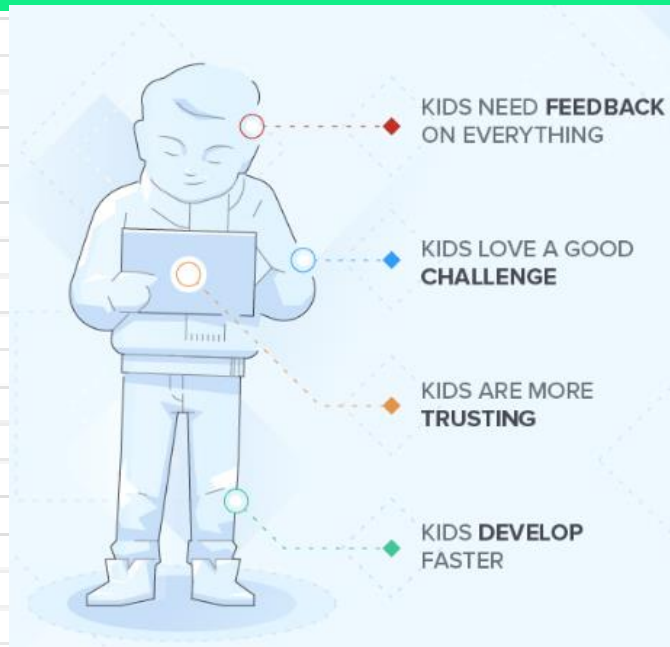 KIDS NEED FEEDBACK
ON EVERYTHING
KIDS LOVE A GOOD
CHALLENGE
KIDS ARE MORE
TRUSTING
KIDS DEVELOP
FASTER